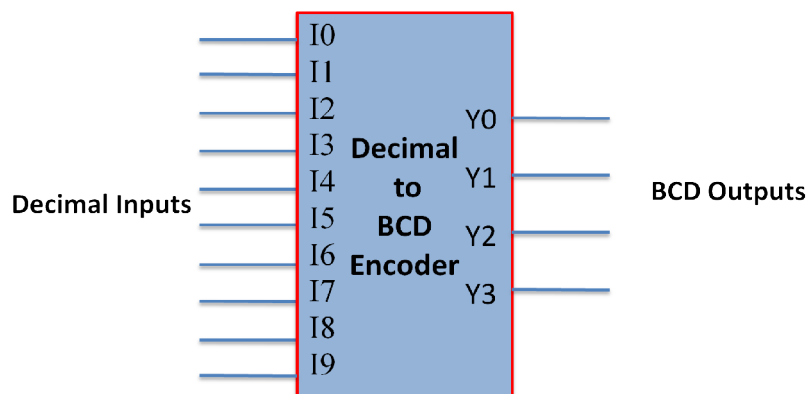 Decimal Inputs
I0
I1
I2
I3
I4
I5
I6
I7
I8
I9
Decimal
to
BCD
Encoder
Y0
Y1
Y2
Y3
BCD Outputs